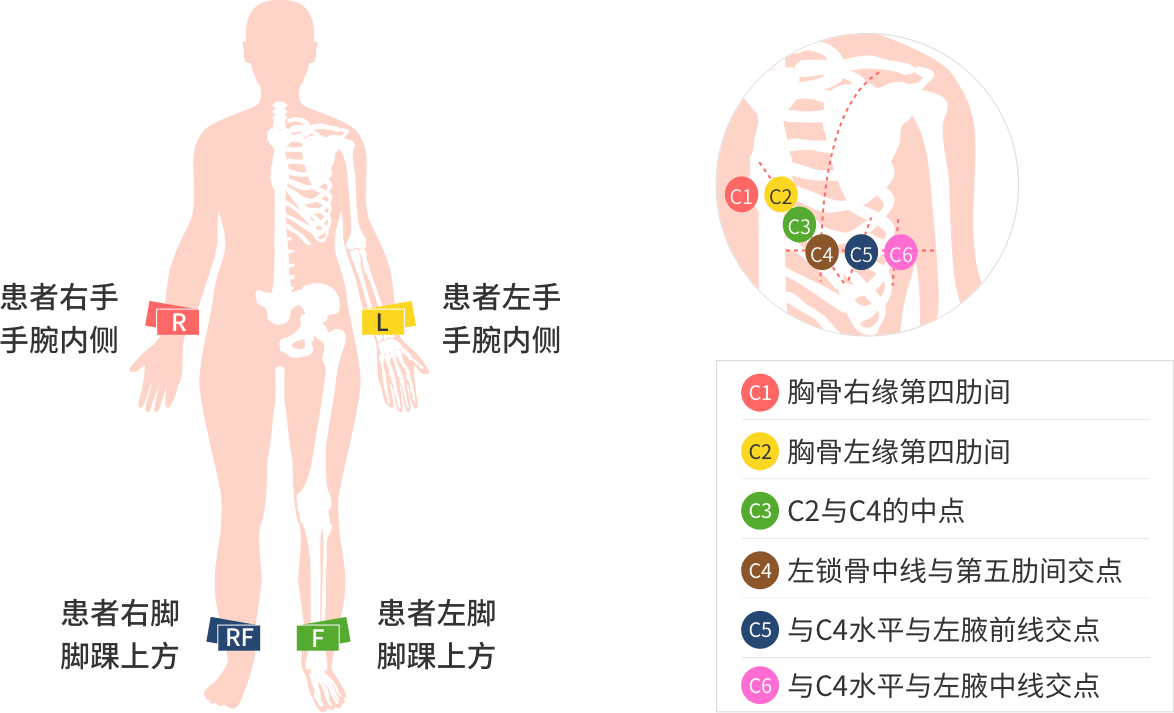 患者右手
手腕内侧
R
L
患者左手
手腕内侧
患者右脚
脚踝上方
RF
F
患者左脚
脚踝上方
C1
C2
C3
C4
C5
C6
C1 胸骨右缘第四肋间
C2 胸骨左缘第四肋间
C3 C2与C4的中点
C4 左锁骨中线与第五肋间交点
C5 与C4水平与左腋前线交点
C6 与C4水平与左腋中线交点